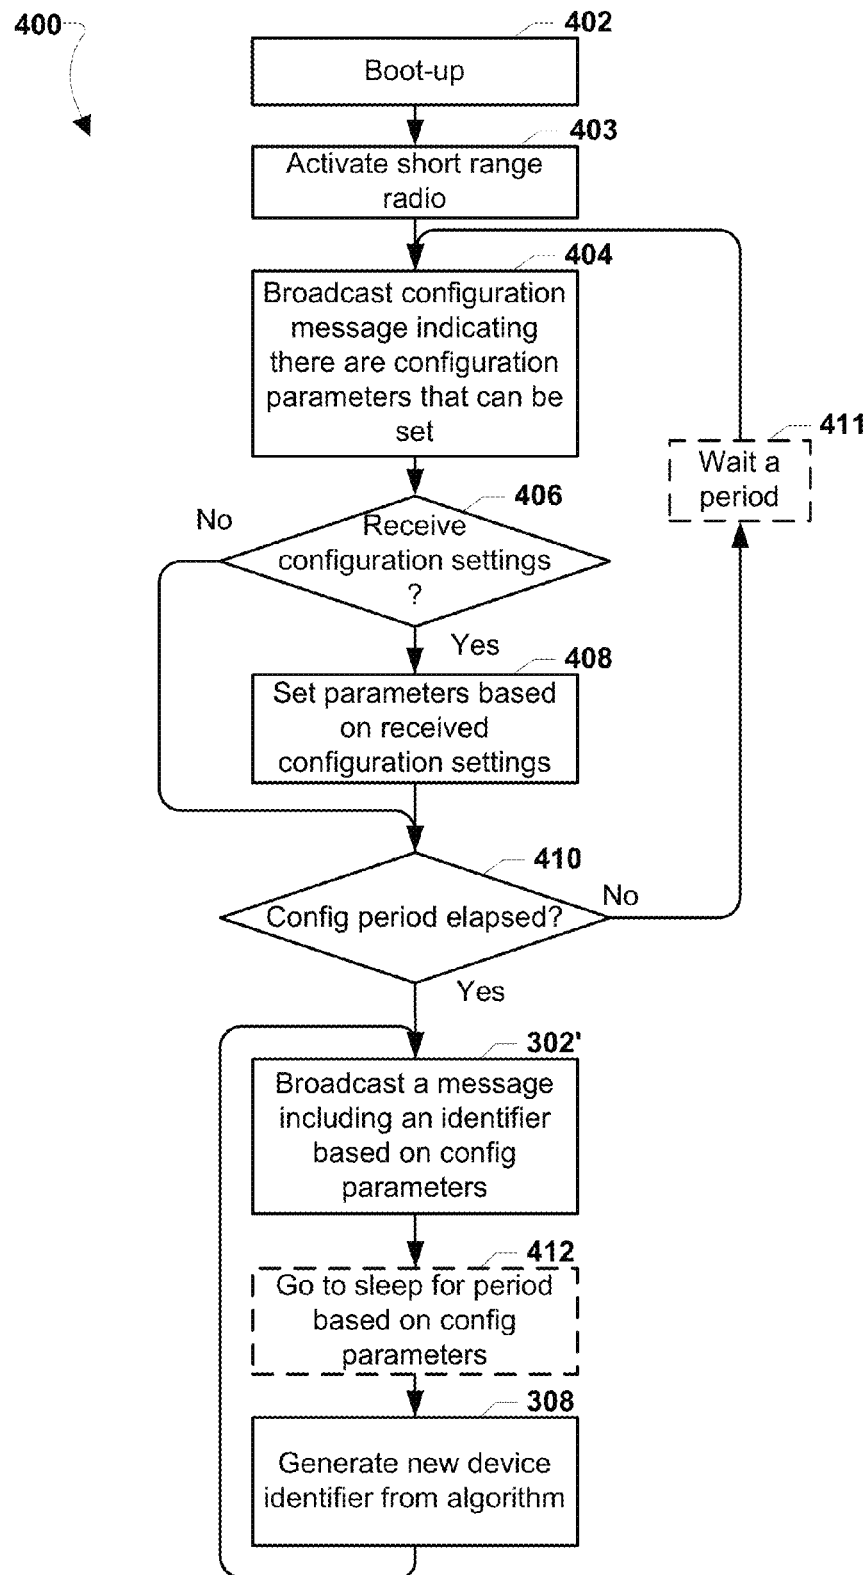 400
402
Boot-up
403
Activate short range
radio
404
Broadcast configuration
message indicating
there are configuration
parameters that can be
set
411
Wait a
period
406
No
Receive
configuration settings
?
Yes
408
Set parameters based
on received
configuration settings
410
No
Config period elapsed?
Yes
302'
Broadcast a message
including an identifier
based on config
parameters
412
Go to sleep for period
based on config
parameters
308
Generate new device
identifier from algorithm